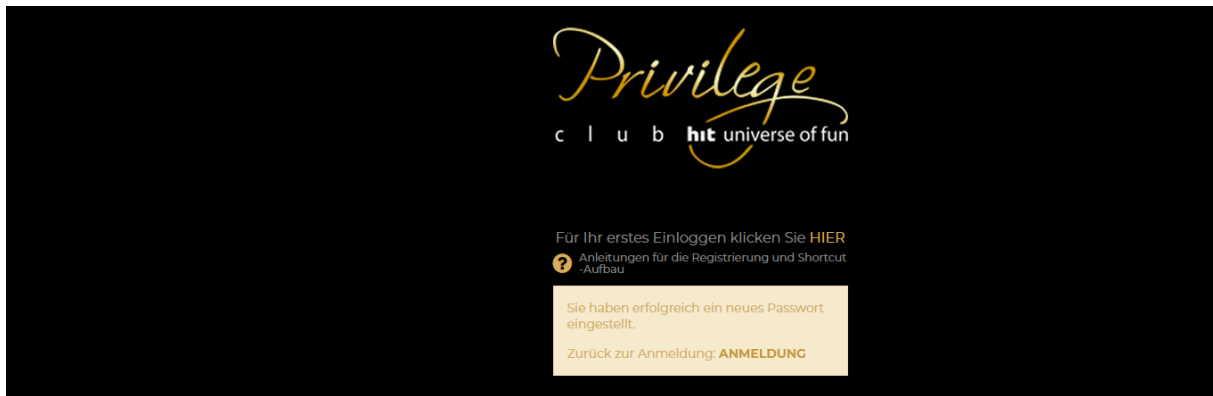 Privilege
club hit universe of fun
Für Ihr erstes Einloggen klicken Sie HIER
? Anleitungen für die Registrierung und Shortcut
-Aufbau
Sie haben erfolgreich ein neues Passwort
eingestellt.
Zurück zur Anmeldung: ANMELDUNG